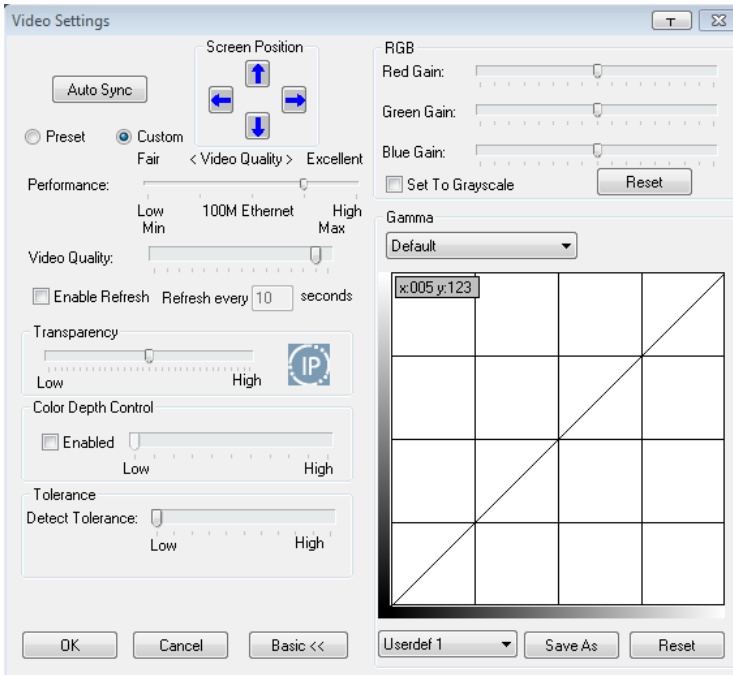 Video Settings
T
Auto Sync
Screen Position
Preset
Custom
Fair
< Video Quality >
Excellent
Performance:
Low
100M Ethernet
High
Min
Max
Video Quality:
Enable Refresh
Refresh every
10
seconds
Transparency
Low
High
IP
Color Depth Control
Enabled
Low
High
Tolerance
Detect Tolerance:
Low
High
OK
Cancel
Basic <<
RGB
Red Gain:
Green Gain:
Blue Gain:
Set To Grayscale
Reset
Gamma
Default
x:005 y:123
Userdef 1
Save As
Reset